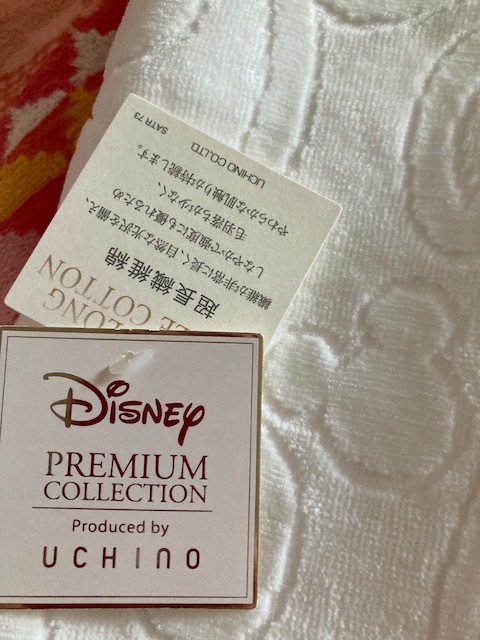 LONG
COTTON
超長繊維綿
繊維が非常に長く、自然な光沢を備え、
しなやかで強度にも優れるため
毛羽落ちが少なく、
やわらかな肌触りが持続します。
UCHINO CO.,LTD.
SATR 73
Disney
PREMIUM
COLLECTION
Produced by
UCHINO